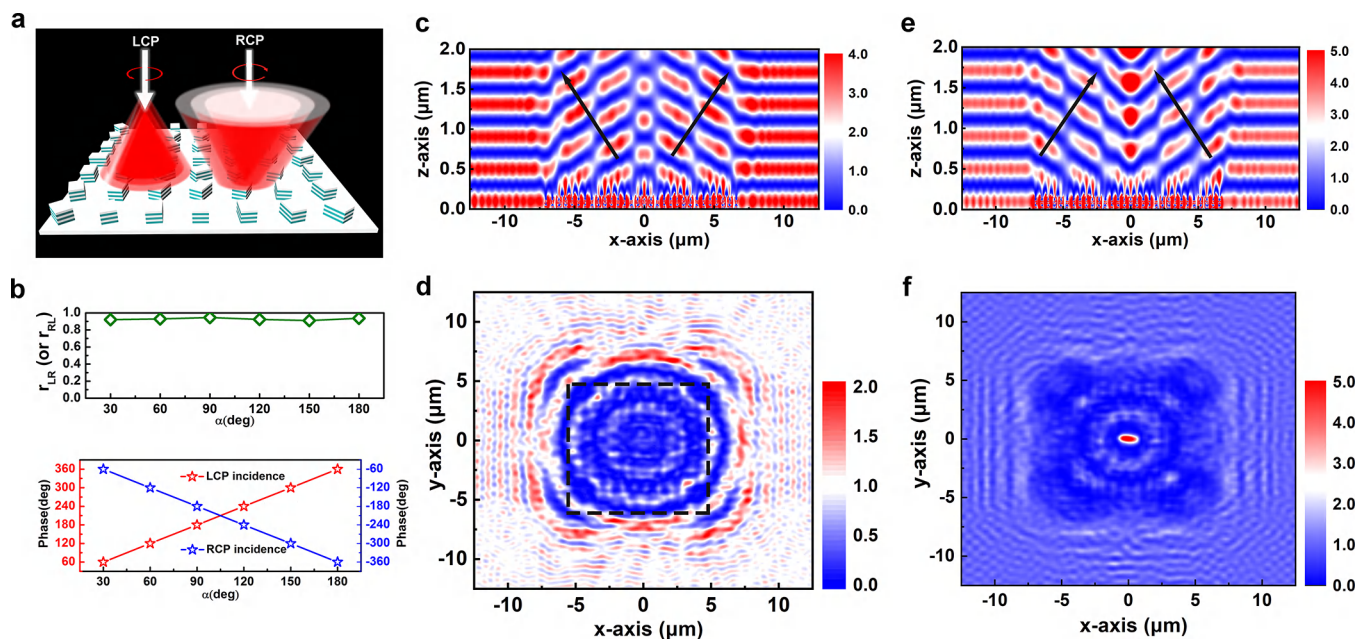 a
LCP
RCP
b
r_LR (or r_RL)
1.0
0.8
0.6
0.4
0.2
0.0
30 60 90 120 150 180
α(deg)
Phase(deg)
360
300
240
180
120
60
LCP incidence
RCP incidence
-60
-120
-180
-240
-300
-360
Phase(deg)
30 60 90 120 150 180
α(deg)
c
z-axis (μm)
2.0
1.5
1.0
0.5
0.0
-10 -5 0 5 10
x-axis (μm)
4.0
3.0
2.0
1.0
0.0
d
y-axis (μm)
10
5
0
-5
-10
-10 -5 0 5 10
x-axis (μm)
2.0
1.5
1.0
0.5
0.0
e
z-axis (μm)
2.0
1.5
1.0
0.5
0.0
-10 -5 0 5 10
x-axis (μm)
5.0
4.0
3.0
2.0
1.0
0.0
f
y-axis (μm)
10
5
0
-5
-10
-10 -5 0 5 10
x-axis (μm)
5.0
4.0
3.0
2.0
1.0
0.0